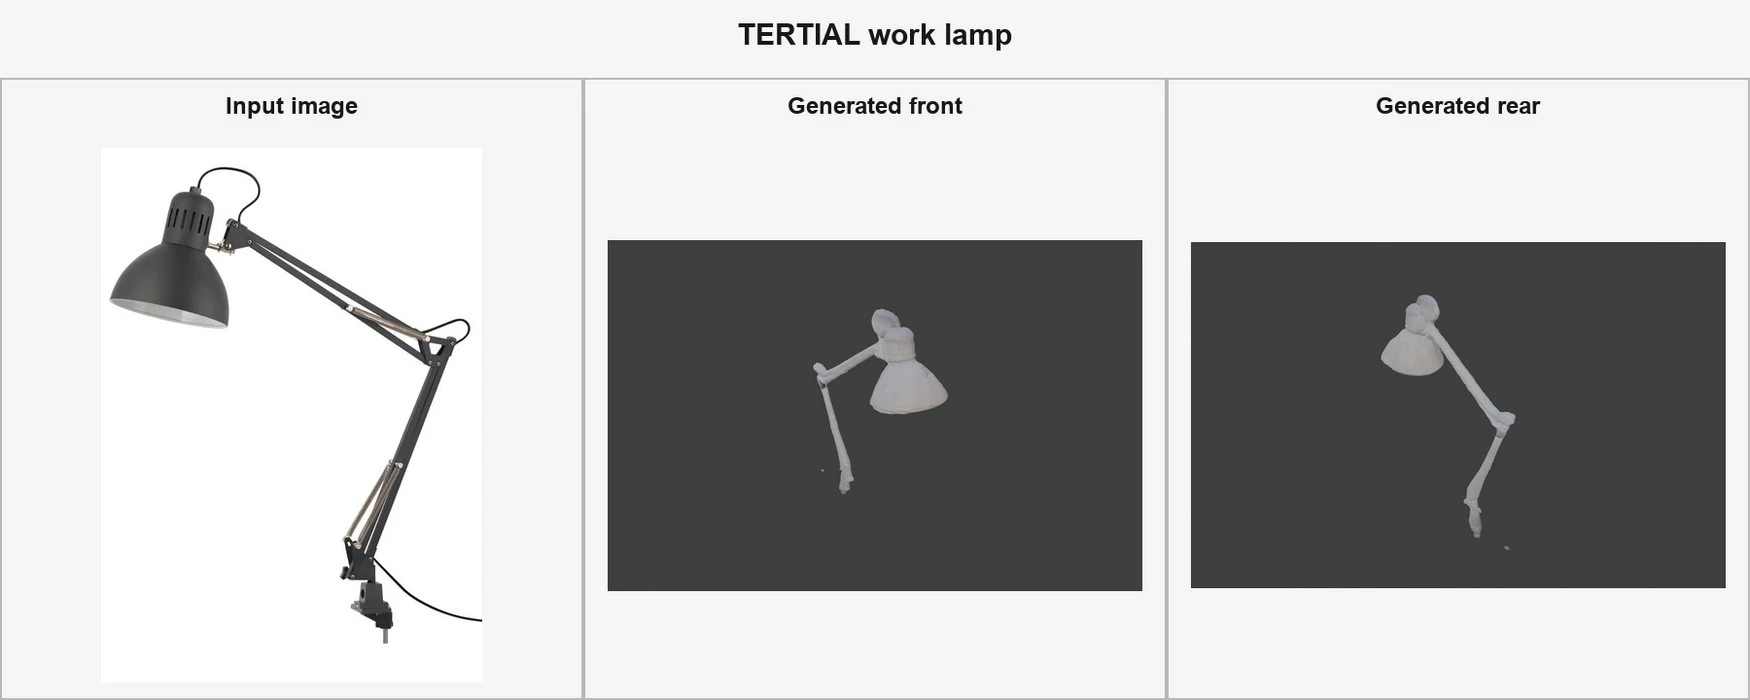 TERTIAL work lamp
Input image
Generated front
Generated rear